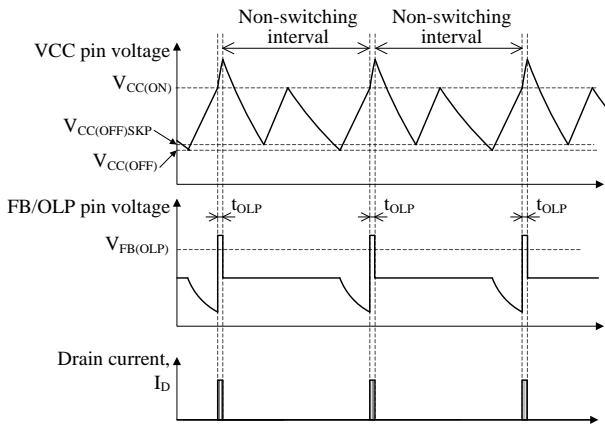 Non-switching
interval
Non-switching
interval
VCC pin voltage
VCC(ON)
VCC(OFF)SKP
VCC(OFF)
FB/OLP pin voltage
tOLP
tOLP
tOLP
VFB(OLP)
Drain current,
ID